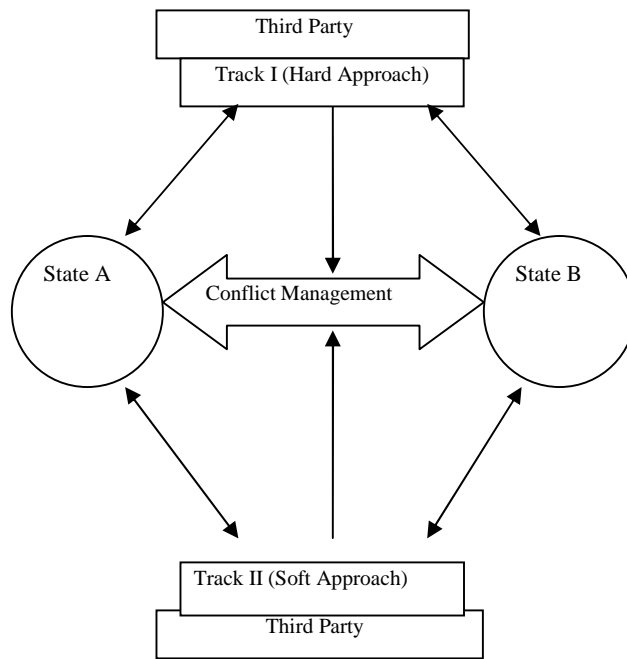 Third Party
Track I (Hard Approach)
State A
State B
Conflict Management
Track II (Soft Approach)
Third Party